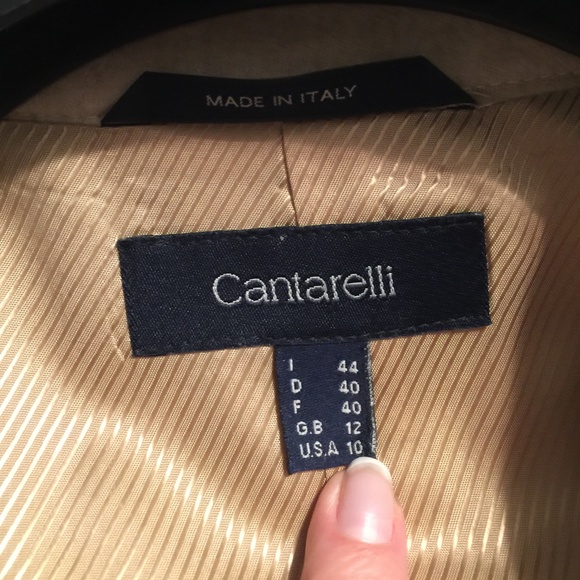 MADE IN ITALY
Cantarelli
I 44
D 40
F 40
G.B 12
U.S.A 10